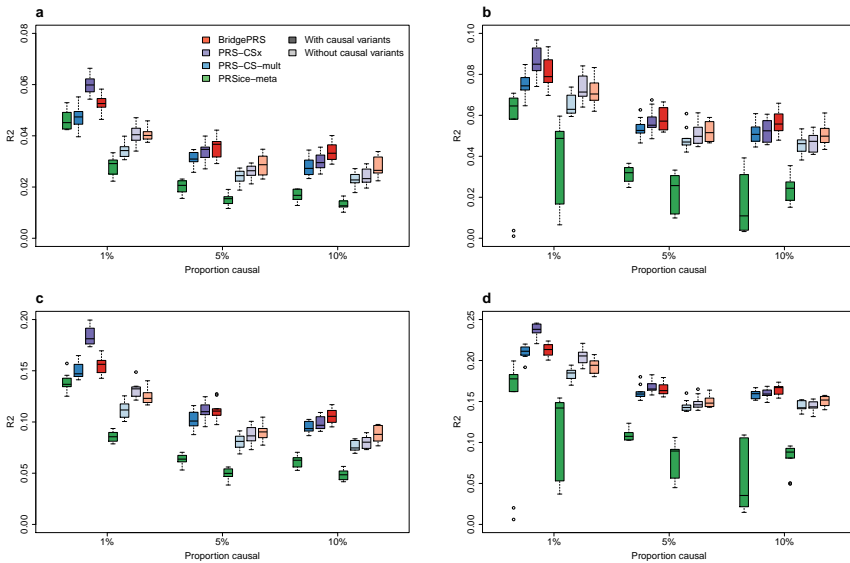 a
0.00
0.02
0.04
0.06
0.08
R2
BridgePRS
PRS−CSx
PRS−CS−mult
PRSice−meta
With causal variants
Without causal variants
1%
5%
10%
Proportion causal
b
0.00
0.02
0.04
0.06
0.08
0.10
R2
1%
5%
10%
Proportion causal
c
0.00
0.05
0.10
0.15
0.20
R2
1%
5%
10%
Proportion causal
d
0.00
0.05
0.10
0.15
0.20
0.25
R2
1%
5%
10%
Proportion causal